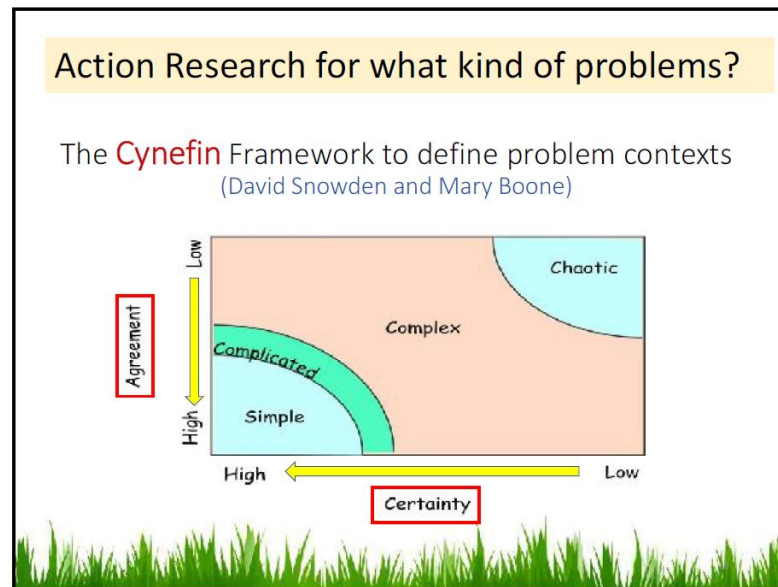 Action Research for what kind of problems?
The Cynefin Framework to define problem contexts
(David Snowden and Mary Boone)
Low
Chaotic
Agreement
Complex
Complicated
Simple
High
High
Low
Certainty